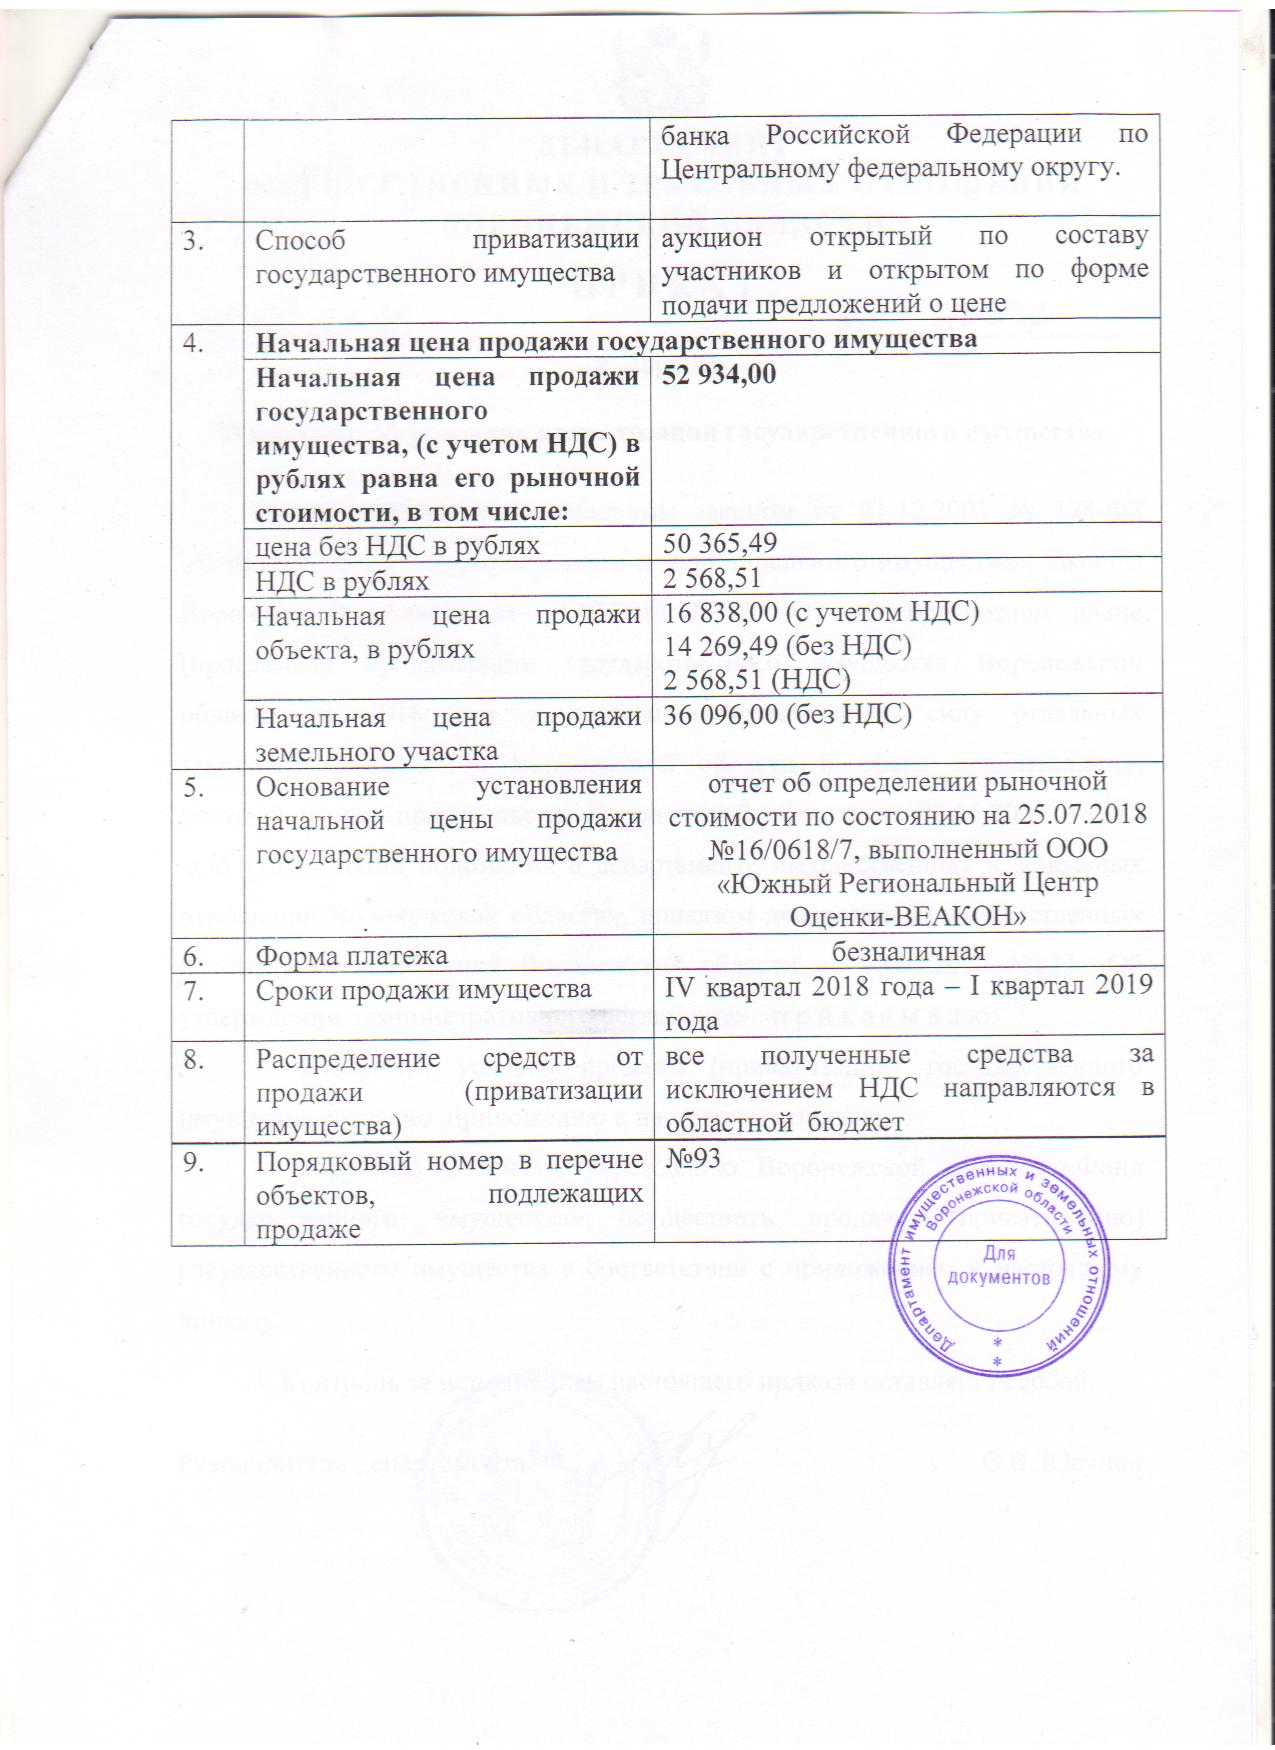 банка Российской Федерации по
Центральному федеральному округу.
3.
Способ приватизации
государственного имущества
аукцион открытый по составу
участников и открытом по форме
подачи предложений о цене
4.
Начальная цена продажи государственного имущества
Начальная цена продажи
государственного
имущества, (с учетом НДС) в
рублях равна его рыночной
стоимости, в том числе:
52 934,00
цена без НДС в рублях
50 365,49
НДС в рублях
2 568,51
Начальная цена продажи
объекта, в рублях
16 838,00 (с учетом НДС)
14 269,49 (без НДС)
2 568,51 (НДС)
Начальная цена продажи
земельного участка
36 096,00 (без НДС)
5.
Основание установления
начальной цены продажи
государственного имущества
отчет об определении рыночной
стоимости по состоянию на 25.07.2018
№16/0618/7, выполненный ООО
«Южный Региональный Центр
Оценки-ВЕАКОН»
6.
Форма платежа
безналичная
7.
Сроки продажи имущества
IV квартал 2018 года – I квартал 2019
года
8.
Распределение средств от
продажи (приватизации
имущества)
все полученные средства за
исключением НДС направляются в
областной бюджет
9.
Порядковый номер в перечне
объектов, подлежащих
продаже
№93
Департамент имущественных и земельных отношений
Воронежской области
Для
документов